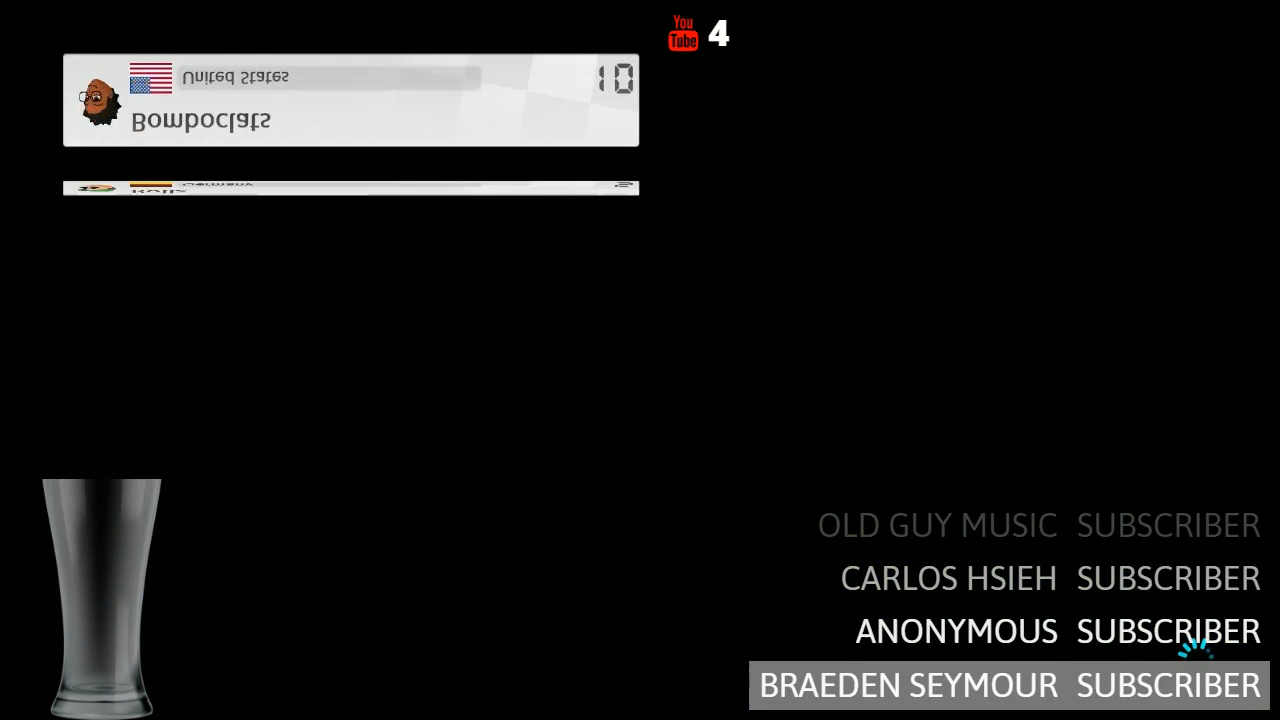 You
Tube 4
United States 10
Bomboclats
Germany
OLD GUY MUSIC SUBSCRIBER
CARLOS HSIEH SUBSCRIBER
ANONYMOUS SUBSCRIBER
BRAEDEN SEYMOUR SUBSCRIBER